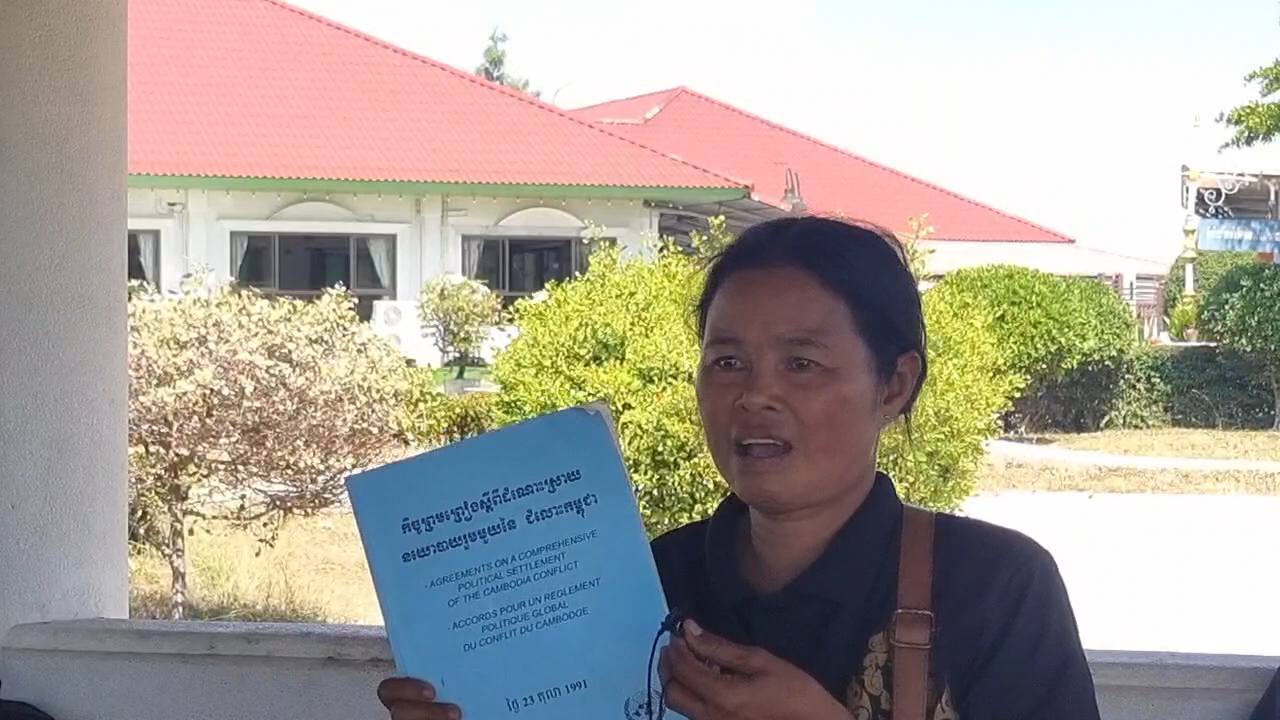 កិច្ចព្រមព្រៀងស្តីពីដំណោះស្រាយ
នយោបាយរួមមួយនៃ ជំលោះកម្ពុជា
· AGREEMENTS ON A COMPREHENSIVE
POLITICAL SETTLEMENT
OF THE CAMBODIA CONFLICT
· ACCORDS POUR UN REGLEMENT
POLITIQUE GLOBAL
DU CONFLIT DU CAMBODGE
ថ្ងៃ 23 តុលា 1991